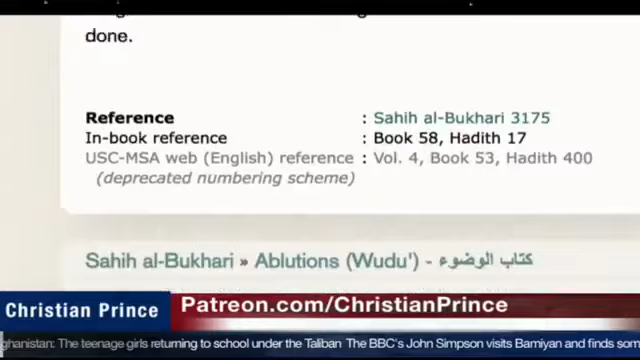 done.
Reference : Sahih al-Bukhari 3175
In-book reference : Book 58, Hadith 17
USC-MSA web (English) reference : Vol. 4, Book 53, Hadith 400
(deprecated numbering scheme)
Sahih al-Bukhari » Ablutions (Wudu') - كتاب الوضوء
Christian Prince
Patreon.com/ChristianPrince
The teenage girls returning to school under the Taliban The BBC's John Simpson visits Bamiyan and finds